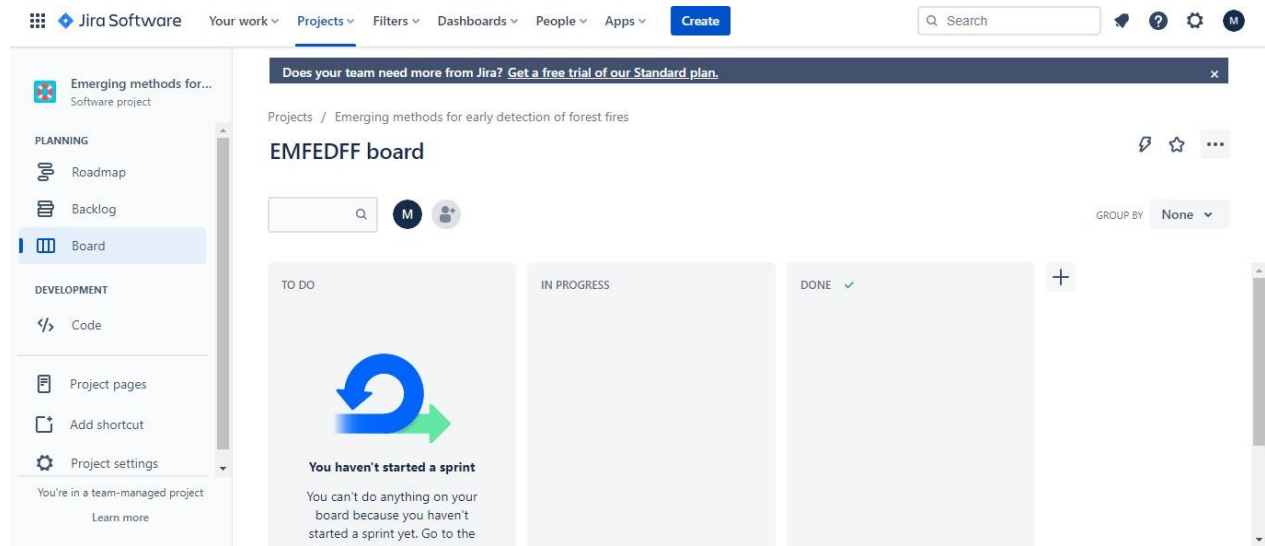 Jira Software Your work Projects Filters Dashboards People Apps Create Search M
Emerging methods for...
Software project
PLANNING
Roadmap
Backlog
Board
DEVELOPMENT
Code
Project pages
Add shortcut
Project settings
You're in a team-managed project
Learn more
Does your team need more from Jira? Get a free trial of our Standard plan.
Projects / Emerging methods for early detection of forest fires
EMFEDFF board
M
GROUP BY None
TO DO
IN PROGRESS
DONE
You haven't started a sprint
You can't do anything on your
board because you haven't
started a sprint yet. Go to the